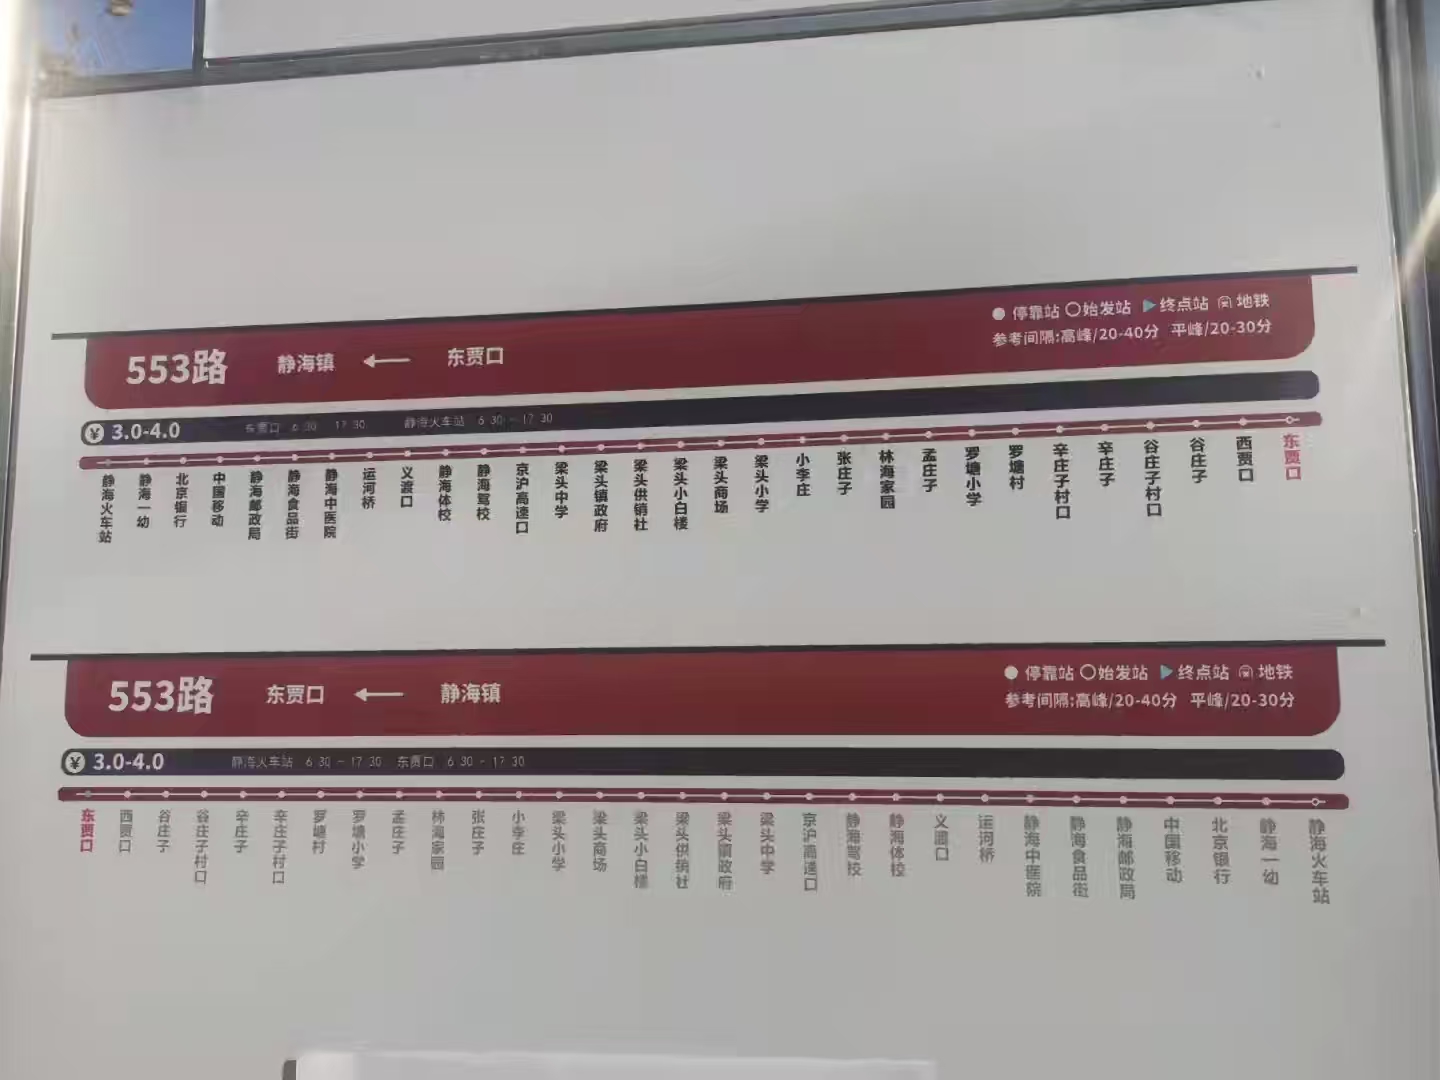 553路 静海镇 ← 东贾口
停靠站 始发站 终点站 地铁
参考间隔:高峰/20-40分 平峰/20-30分
¥ 3.0-4.0 东贾口 6 30 17 30 静海火车站 6 30 - 17 30
静海火车站
静海一幼
北京银行
中国移动
静海邮政局
静海食品街
静海中医院
运河桥
义渡口
静海体校
静海驾校
京沪高速口
梁头中学
梁头镇政府
梁头供销社
梁头小白楼
梁头商场
梁头小学
小李庄
张庄子
林海家园
孟庄子
罗塘小学
罗塘村
辛庄子村口
辛庄子
谷庄子村口
谷庄子
西贾口
东贾口
553路 东贾口 ← 静海镇
停靠站 始发站 终点站 地铁
参考间隔:高峰/20-40分 平峰/20-30分
¥ 3.0-4.0 静海火车站 6 30 - 17 30 东贾口 6 30 - 17 30
东贾口
西贾口
谷庄子
谷庄子村口
辛庄子
辛庄子村口
罗塘村
罗塘小学
孟庄子
林海家园
张庄子
小李庄
梁头小学
梁头商场
梁头小白楼
梁头供销社
梁头镇政府
梁头中学
京沪高速口
静海驾校
静海体校
义渡口
运河桥
静海中医院
静海食品街
静海邮政局
中国移动
北京银行
静海一幼
静海火车站